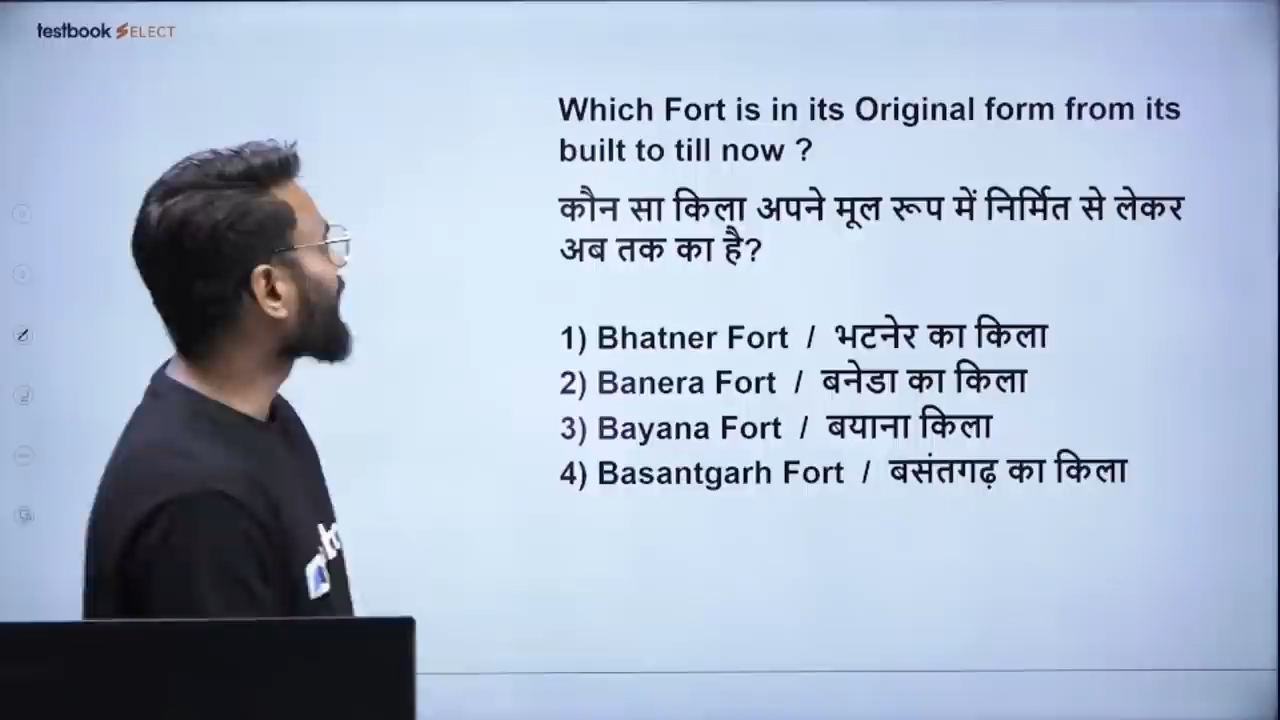 testbook SELECT
Which Fort is in its Original form from its
built to till now ?
कौन सा किला अपने मूल रूप में निर्मित से लेकर
अब तक का है?
1) Bhatner Fort / भटनेर का किला
2) Banera Fort / बनेडा का किला
3) Bayana Fort / बयाना किला
4) Basantgarh Fort / बसंतगढ़ का किला